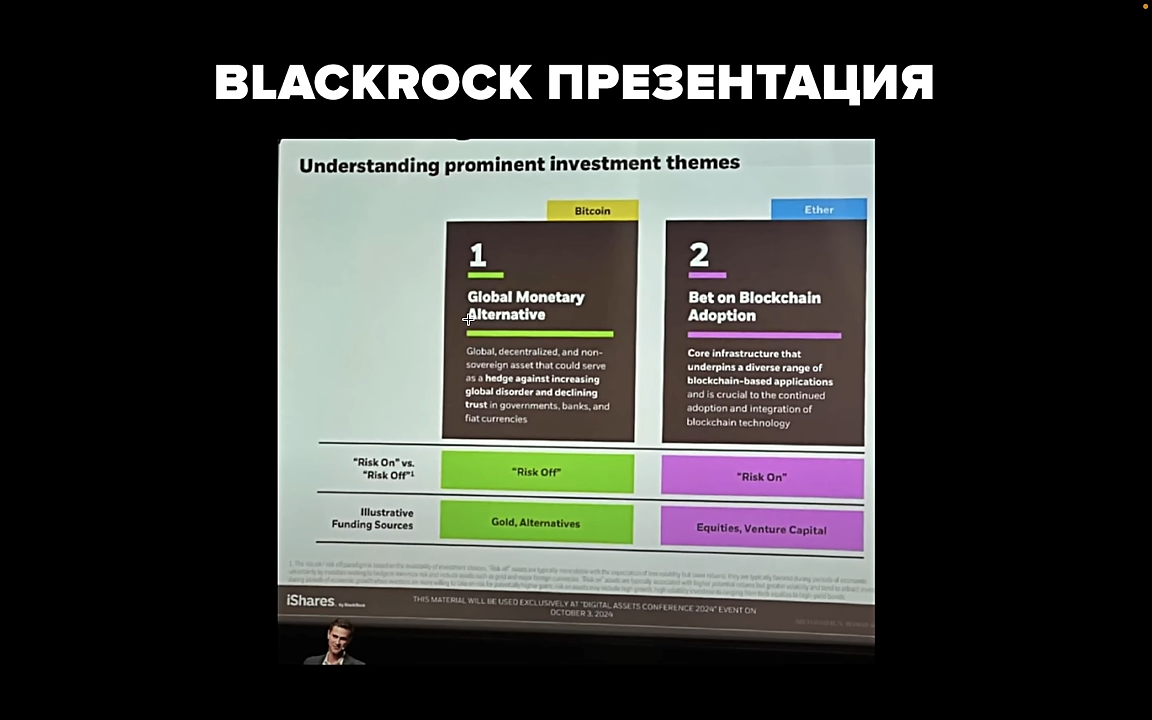 BLACKROCK ПРЕЗЕНТАЦИЯ
Understanding prominent investment themes
Bitcoin
1
Global Monetary
Alternative
Global, decentralized, and non-
sovereign asset that could serve
as a hedge against increasing
global disorder and declining
trust in governments, banks, and
fiat currencies
Ether
2
Bet on Blockchain
Adoption
Core infrastructure that
underpins a diverse range of
blockchain-based applications
and is crucial to the continued
adoption and integration of
blockchain technology
"Risk On" vs.
"Risk Off"¹
"Risk Off"
"Risk On"
Illustrative
Funding Sources
Gold, Alternatives
Equities, Venture Capital
iShares. by BlackRock
THIS MATERIAL WILL BE USED EXCLUSIVELY AT "DIGITAL ASSETS CONFERENCE 2024" EVENT ON
OCTOBER 3, 2024